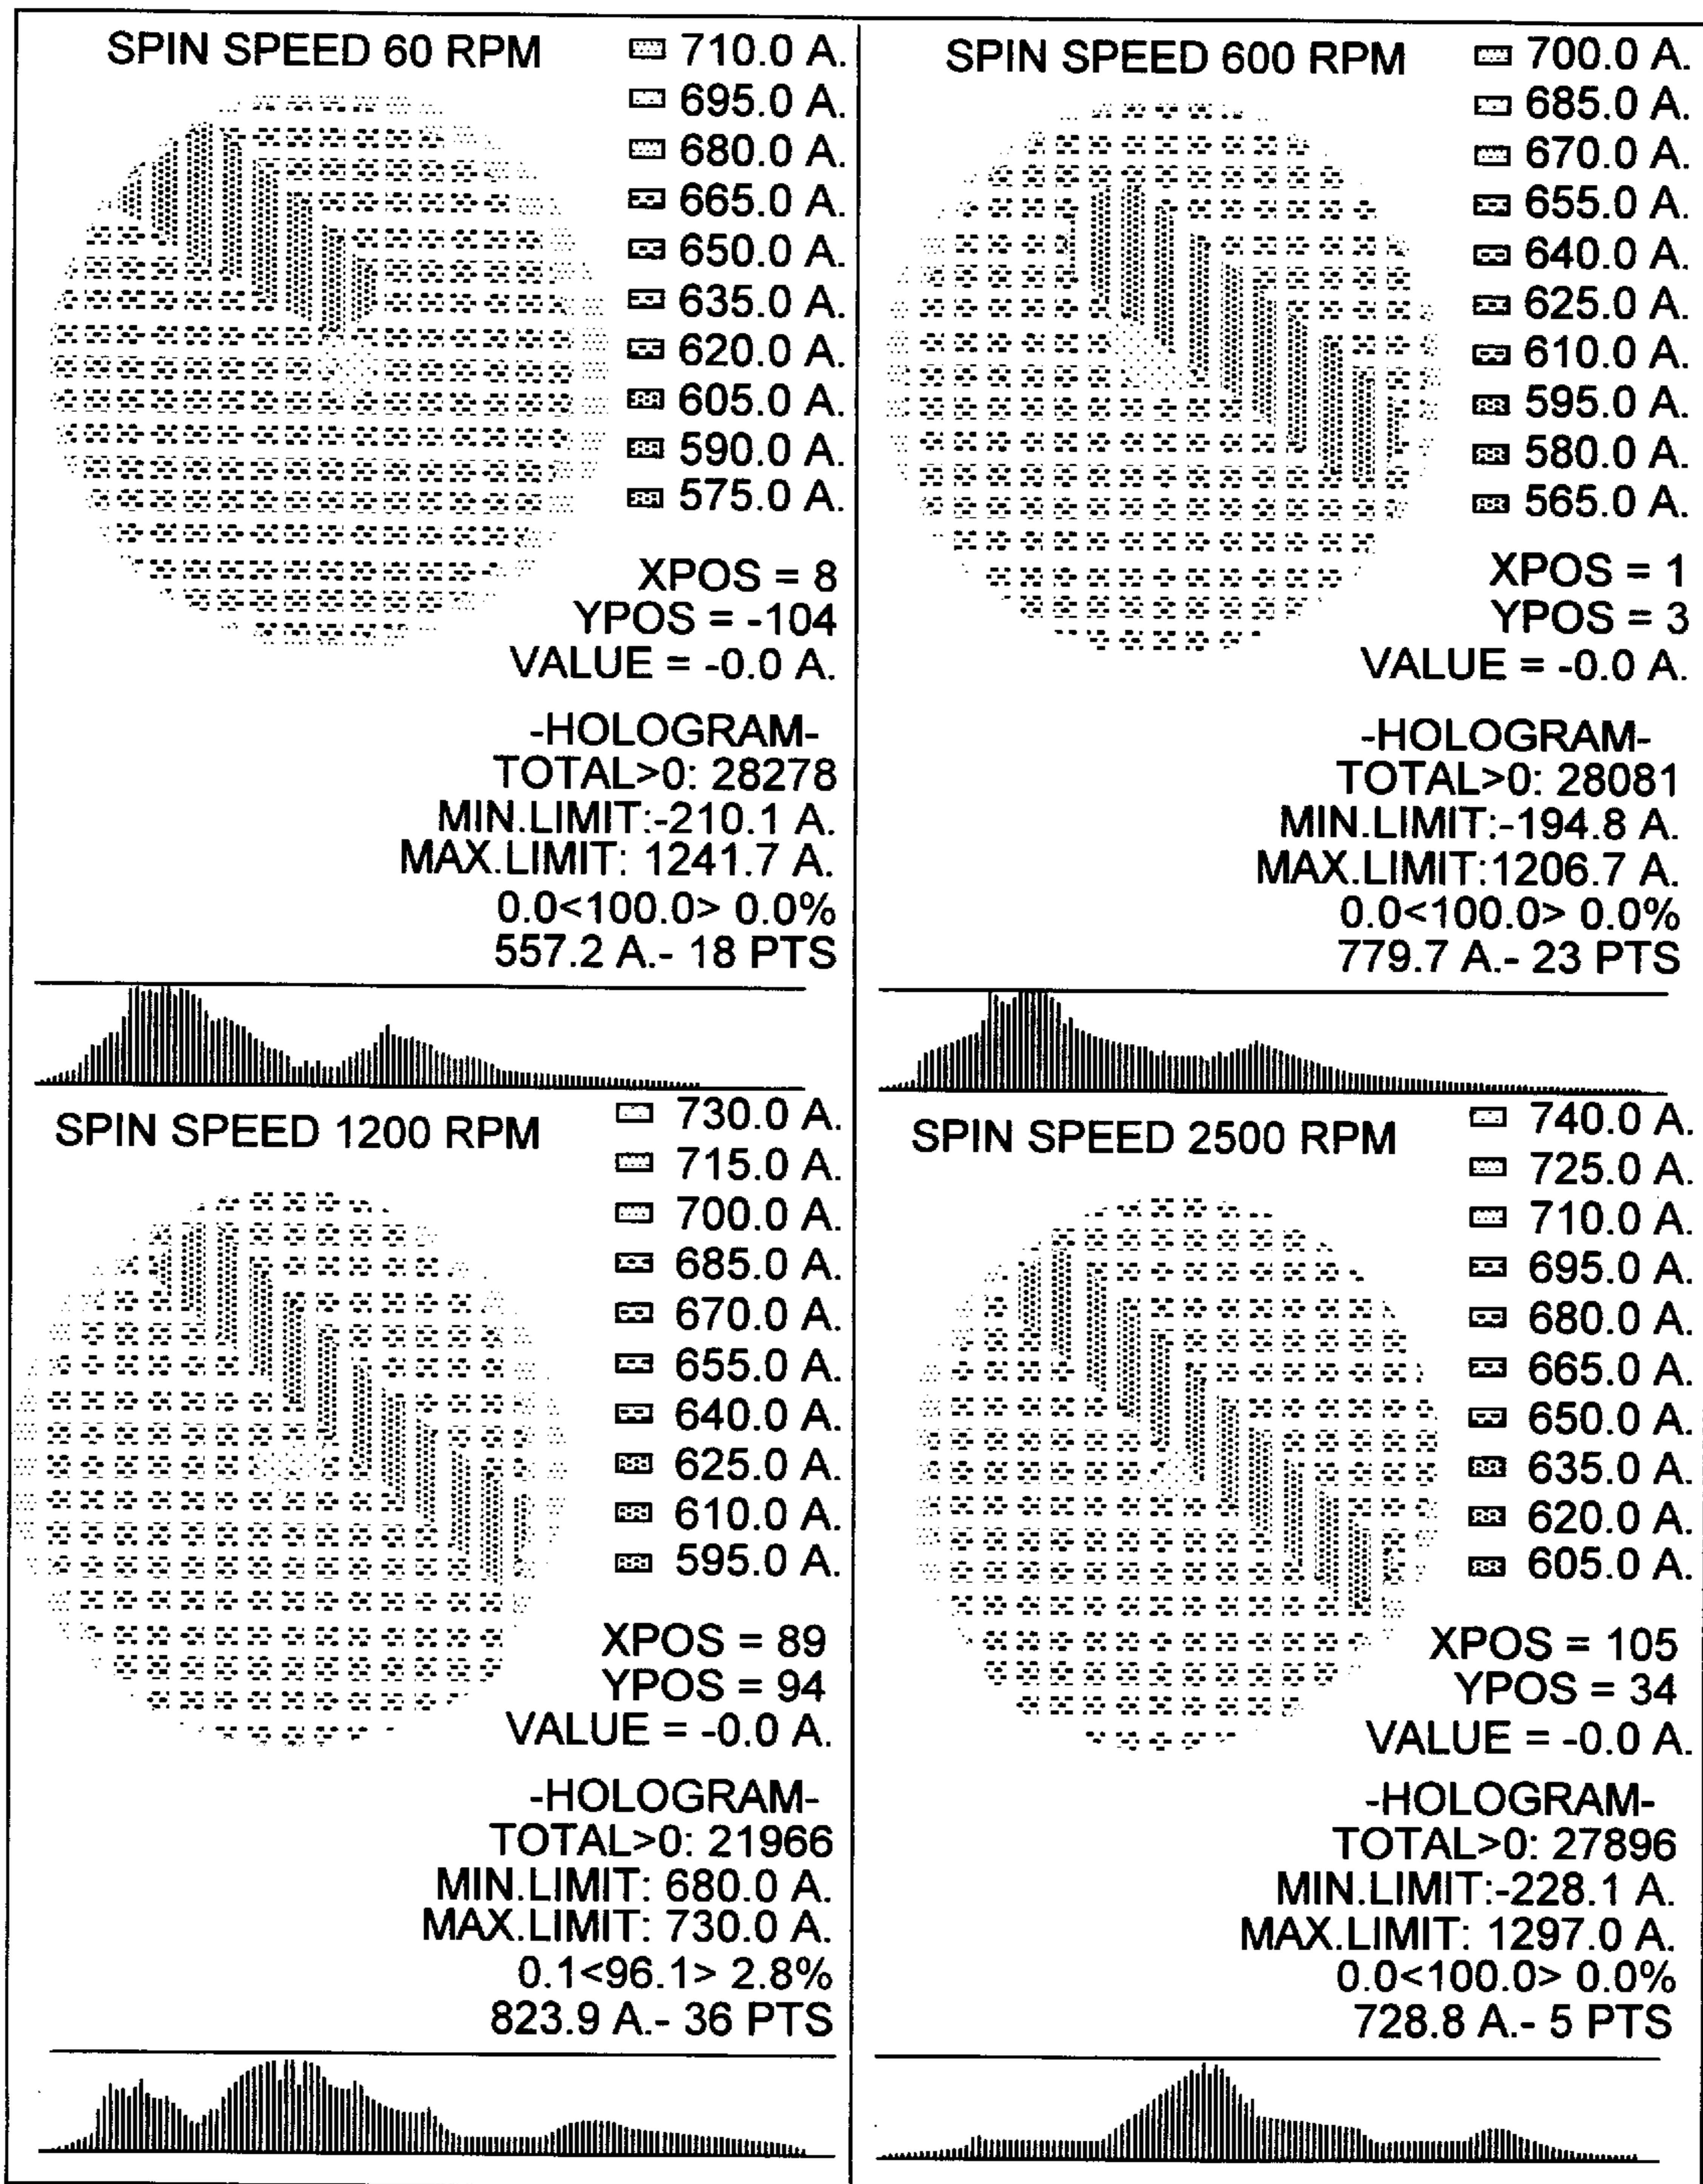 SPIN SPEED 60 RPM
710.0 A.
695.0 A.
680.0 A.
665.0 A.
650.0 A.
635.0 A.
620.0 A.
605.0 A.
590.0 A.
575.0 A.
XPOS = 8
YPOS = -104
VALUE = -0.0 A.
-HOLOGRAM-
TOTAL>0: 28278
MIN.LIMIT:-210.1 A.
MAX.LIMIT: 1241.7 A.
0.0<100.0> 0.0%
557.2 A.- 18 PTS
SPIN SPEED 600 RPM
700.0 A.
685.0 A.
670.0 A.
655.0 A.
640.0 A.
625.0 A.
610.0 A.
595.0 A.
580.0 A.
565.0 A.
XPOS = 1
YPOS = 3
VALUE = -0.0 A.
-HOLOGRAM-
TOTAL>0: 28081
MIN.LIMIT:-194.8 A.
MAX.LIMIT:1206.7 A.
0.0<100.0> 0.0%
779.7 A.- 23 PTS
SPIN SPEED 1200 RPM
730.0 A.
715.0 A.
700.0 A.
685.0 A.
670.0 A.
655.0 A.
640.0 A.
625.0 A.
610.0 A.
595.0 A.
XPOS = 89
YPOS = 94
VALUE = -0.0 A.
-HOLOGRAM-
TOTAL>0: 21966
MIN.LIMIT: 680.0 A.
MAX.LIMIT: 730.0 A.
0.1<96.1> 2.8%
823.9 A.- 36 PTS
SPIN SPEED 2500 RPM
740.0 A.
725.0 A.
710.0 A.
695.0 A.
680.0 A.
665.0 A.
650.0 A.
635.0 A.
620.0 A.
605.0 A.
XPOS = 105
YPOS = 34
VALUE = -0.0 A.
-HOLOGRAM-
TOTAL>0: 27896
MIN.LIMIT:-228.1 A.
MAX.LIMIT: 1297.0 A.
0.0<100.0> 0.0%
728.8 A.- 5 PTS